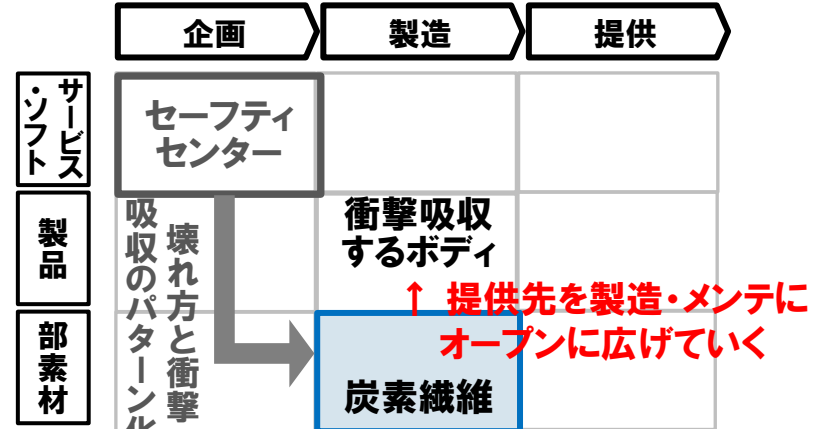 企画
製造
提供
サービス
・ソフト
セーフティ
センター
製品
衝撃吸収
するボディ
壊れ方と衝撃
吸収のパターン化
↑ 提供先を製造・メンテに
オープンに広げていく
部素材
炭素繊維